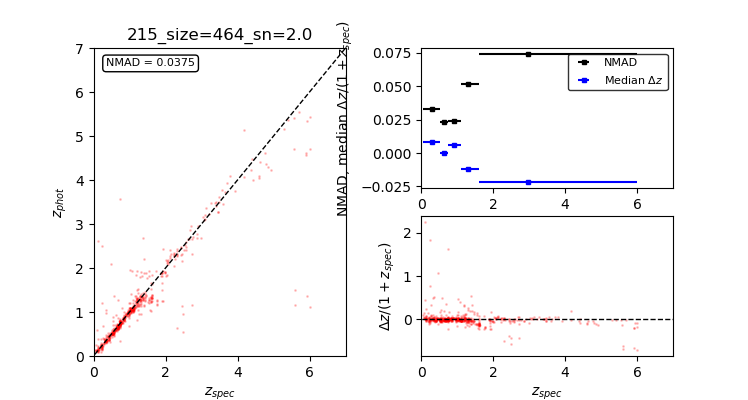 215_size=464_sn=2.0
NMAD = 0.0375
7
6
5
4
3
2
1
0
0 2 4 6
z_phot
z_spec
NMAD, median Δz/(1 + z_spec)
0.075
0.050
0.025
0.000
−0.025
0 2 4 6
NMAD
Median Δz
Δz/(1 + z_spec)
2
1
0
0 2 4 6
z_spec